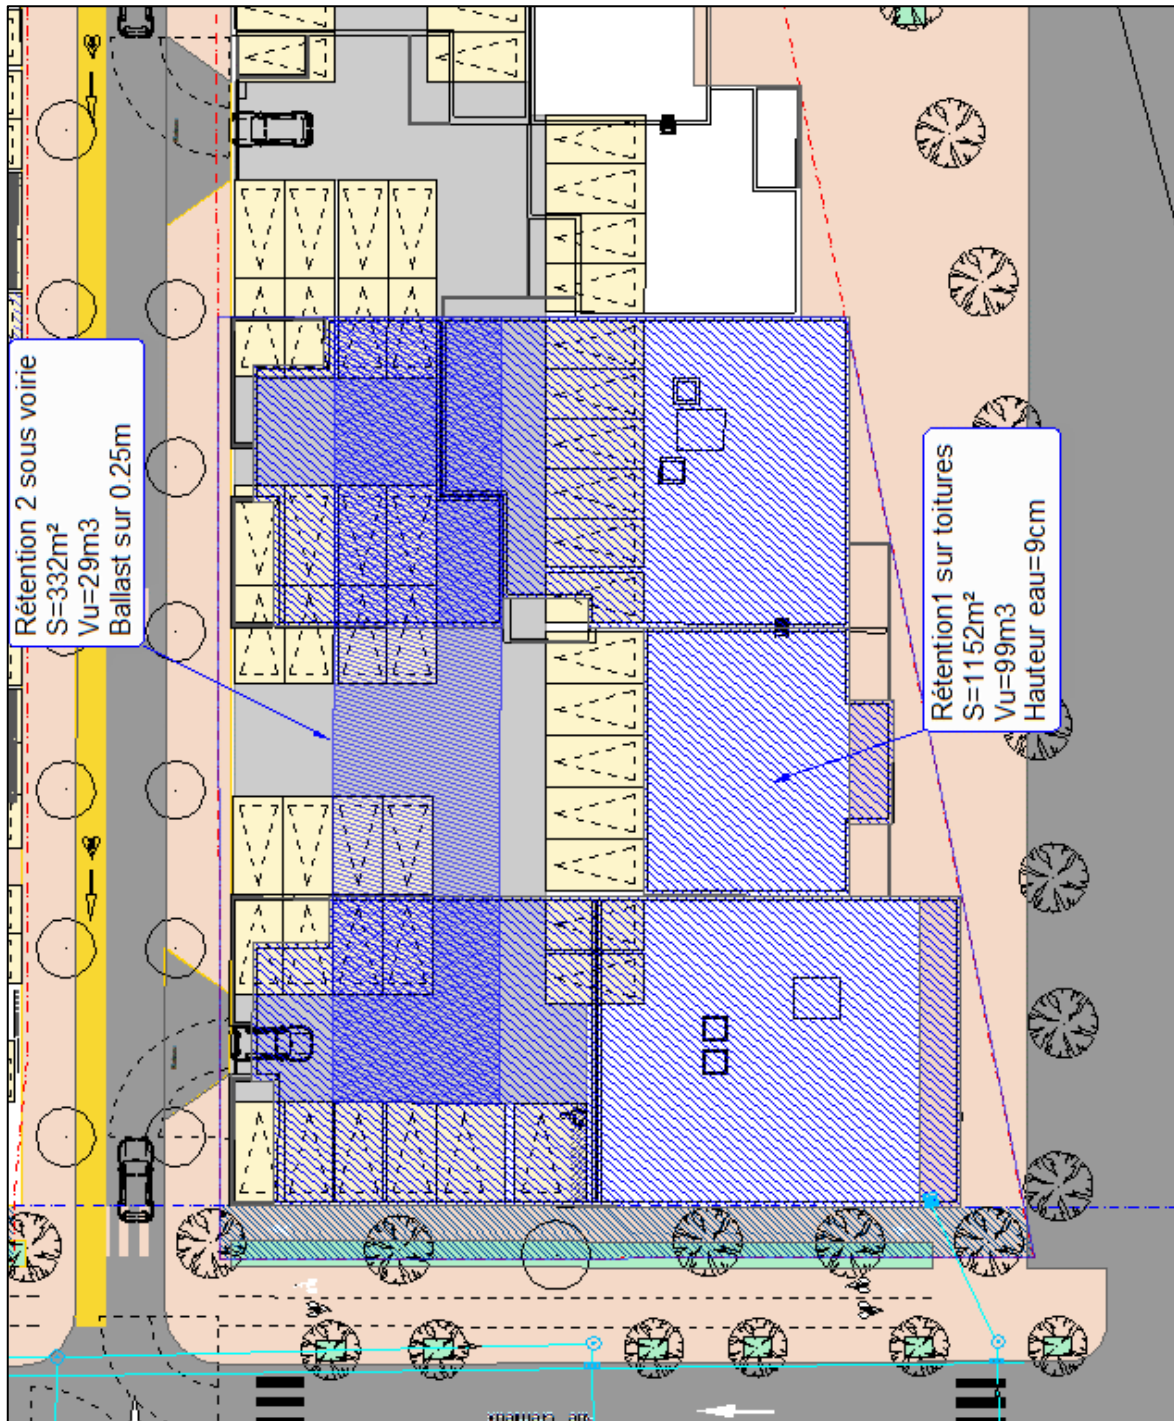 Rétention 2 sous voirie
S=332m²
Vu=29m3
Ballast sur 0.25m
Rétention1 sur toitures
S=1152m²
Vu=99m3
Hauteur eau=9cm